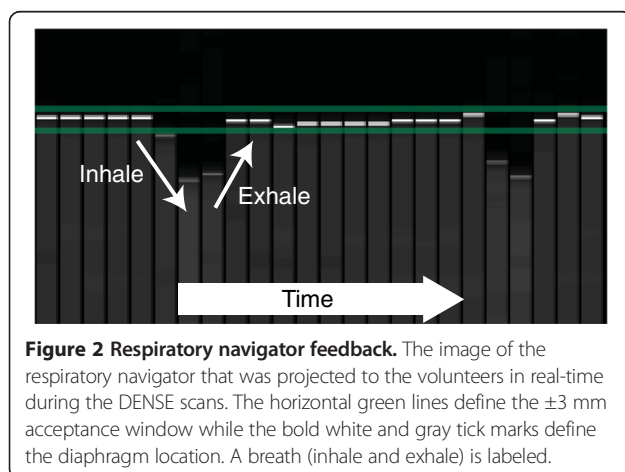 Inhale
Exhale
Time
Figure 2 Respiratory navigator feedback. The image of the
respiratory navigator that was projected to the volunteers in real-time
during the DENSE scans. The horizontal green lines define the ±3 mm
acceptance window while the bold white and gray tick marks define
the diaphragm location. A breath (inhale and exhale) is labeled.